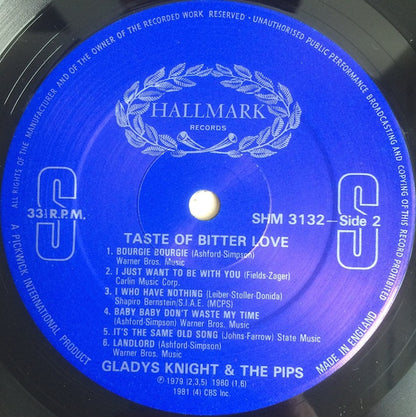 ALL RIGHTS OF THE MANUFACTURER AND OF THE OWNER OF THE RECORDED WORK RESERVED - UNAUTHORISED PUBLIC PERFORMANCE BROADCASTING AND COPYING OF THIS RECORD PROHIBITED
HALLMARK
RECORDS
S
S
33⅓ R.P.M.
SHM 3132-Side 2
TASTE OF BITTER LOVE
1. BOURGIE BOURGIE (Ashford-Simpson)
Warner Bros. Music
2. I JUST WANT TO BE WITH YOU (Fields-Zager)
Carlin Music Corp.
3. I WHO HAVE NOTHING (Leiber-Stoller-Donida)
Shapiro Bernstein/S.I.A.E. (MCPS)
4. BABY BABY DON'T WASTE MY TIME
(Ashford-Simpson) Warner Bros. Music
5. IT'S THE SAME OLD SONG (Johns-Farrow) State Music
6. LANDLORD (Ashford-Simpson)
Warner Bros. Music
GLADYS KNIGHT & THE PIPS
℗ 1979 (2,3,5) 1980 (1,6)
1981 (4) CBS Inc.
A PICKWICK INTERNATIONAL PRODUCT
MADE IN ENGLAND